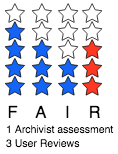 F A I R
1 Archivist assessment
3 User Reviews